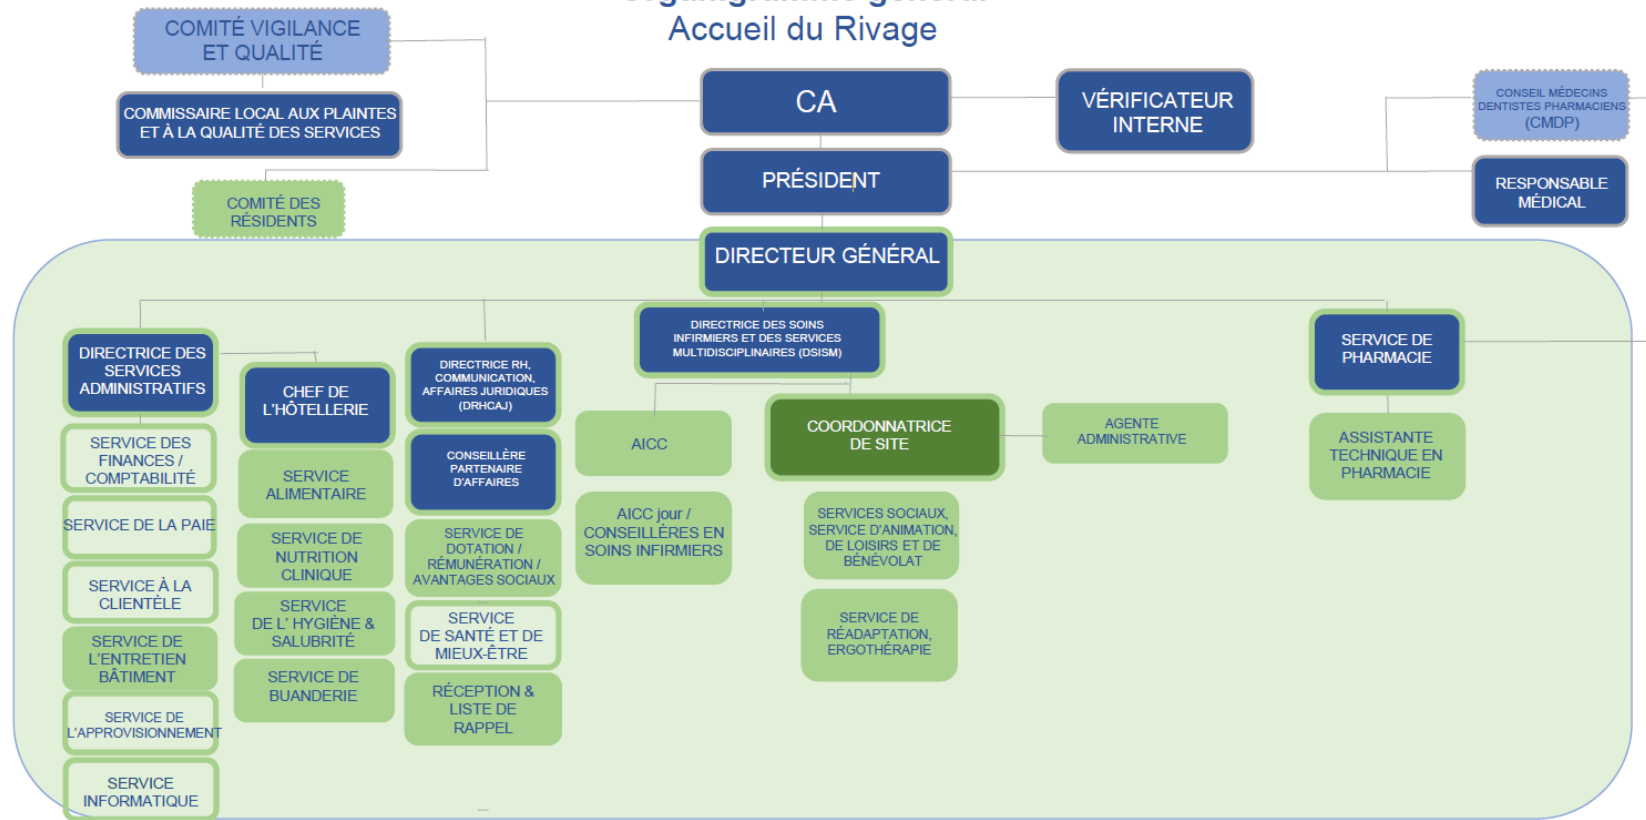 Organigramme général
Accueil du Rivage
COMITÉ VIGILANCE
ET QUALITÉ
COMMISSAIRE LOCAL AUX PLAINTES
ET À LA QUALITÉ DES SERVICES
COMITÉ DES
RÉSIDENTS
CA
VÉRIFICATEUR
INTERNE
CONSEIL MÉDECINS
DENTISTES PHARMACIENS
(CMDP)
PRÉSIDENT
RESPONSABLE
MÉDICAL
DIRECTEUR GÉNÉRAL
DIRECTRICE DES
SERVICES
ADMINISTRATIFS
SERVICE DES
FINANCES /
COMPTABILITÉ
SERVICE DE LA PAIE
SERVICE À LA
CLIENTÈLE
SERVICE DE
L'ENTRETIEN
BÂTIMENT
SERVICE DE
L'APPROVISIONNEMENT
SERVICE
INFORMATIQUE
CHEF DE
L'HÔTELLERIE
SERVICE
ALIMENTAIRE
SERVICE DE
NUTRITION
CLINIQUE
SERVICE
DE L' HYGIÈNE &
SALUBRITÉ
SERVICE DE
BUANDERIE
DIRECTRICE RH,
COMMUNICATION,
AFFAIRES JURIDIQUES
(DRHCAJ)
CONSEILLÈRE
PARTENAIRE
D'AFFAIRES
SERVICE DE
DOTATION /
RÉMUNÉRATION /
AVANTAGES SOCIAUX
SERVICE
DE SANTÉ ET DE
MIEUX-ÊTRE
RÉCEPTION &
LISTE DE
RAPPEL
DIRECTRICE DES SOINS
INFIRMIERS ET DES SERVICES
MULTIDISCIPLINAIRES (DSISM)
AICC
AICC jour /
CONSEILLÈRES EN
SOINS INFIRMIERS
COORDONNATRICE
DE SITE
AGENTE
ADMINISTRATIVE
SERVICES SOCIAUX,
SERVICE D'ANIMATION,
DE LOISIRS ET DE
BÉNÉVOLAT
SERVICE DE
RÉADAPTATION,
ERGOTHÉRAPIE
SERVICE DE
PHARMACIE
ASSISTANTE
TECHNIQUE EN
PHARMACIE